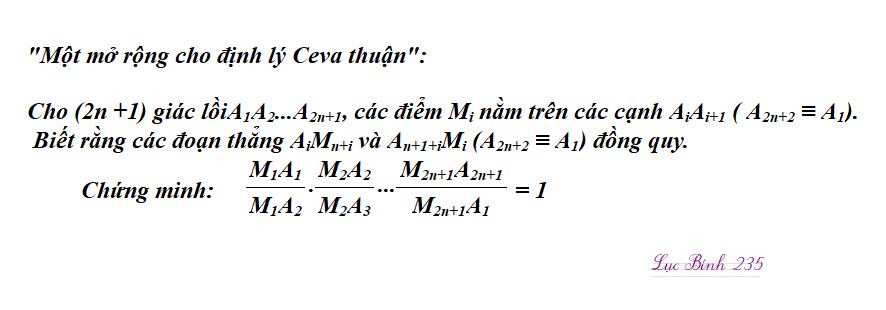 "Một mở rộng cho định lý Ceva thuận":
Cho (2n +1) giác lồiA₁A₂...A₂ₙ₊₁, các điểm Mᵢ nằm trên các cạnh AᵢAᵢ₊₁ ( A₂ₙ₊₂ ≡ A₁).
Biết rằng các đoạn thẳng AᵢMₙ₊ᵢ và Aₙ₊₁₊ᵢMᵢ (A₂ₙ₊₂ ≡ A₁) đồng quy.
Chứng minh: M₁A₁/M₁A₂ . M₂A₂/M₂A₃ ... M₂ₙ₊₁A₂ₙ₊₁/M₂ₙ₊₁A₁ = 1
Lục Bình 235